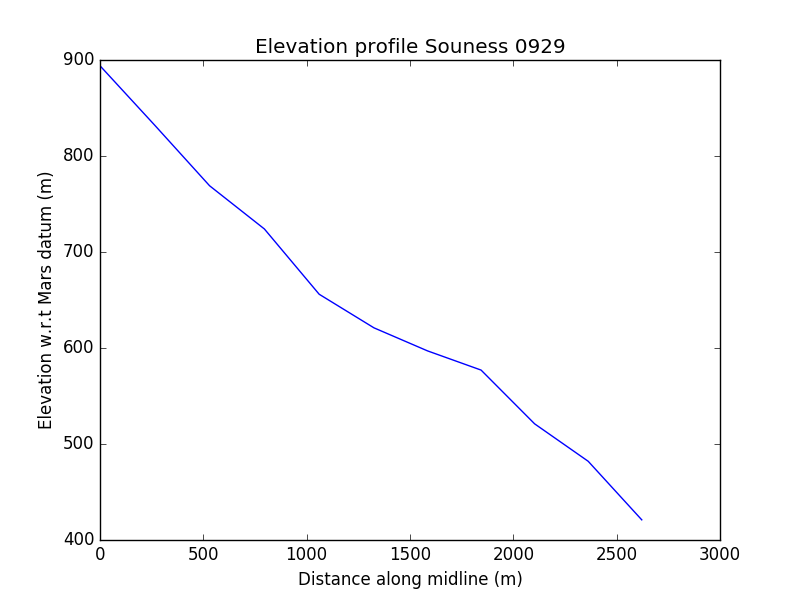 Elevation profile Souness 0929
900
800
700
600
500
400
Elevation w.r.t Mars datum (m)
0 500 1000 1500 2000 2500 3000
Distance along midline (m)